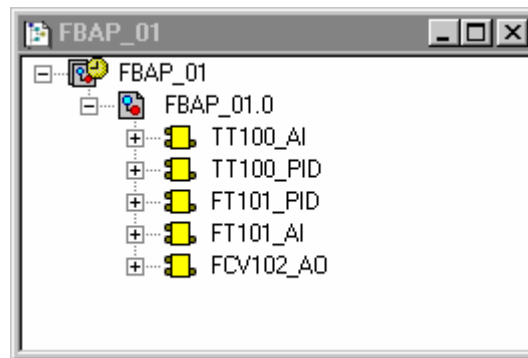 FBAP_01
FBAP_01
FBAP_01.0
TT100_AI
TT100_PID
FT101_PID
FT101_AI
FCV102_AO